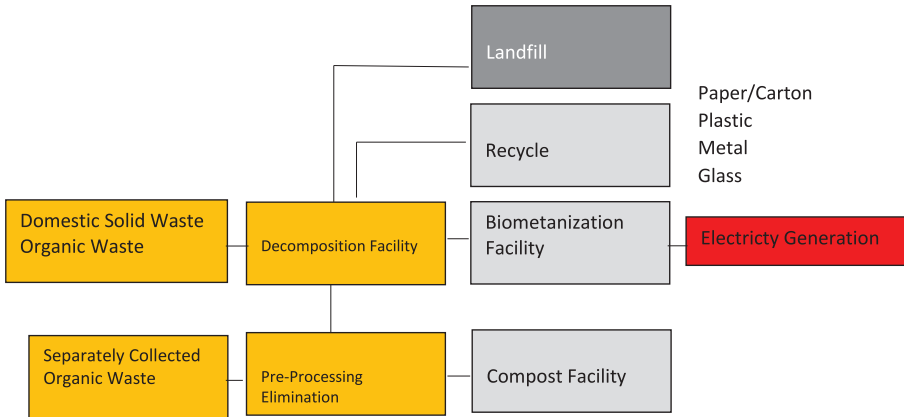 Landfill
Paper/Carton
Plastic
Metal
Glass
Recycle
Domestic Solid Waste
Organic Waste
Decomposition Facility
Biometanization
Facility
Electricty Generation
Separately Collected
Organic Waste
Pre-Processing
Elimination
Compost Facility